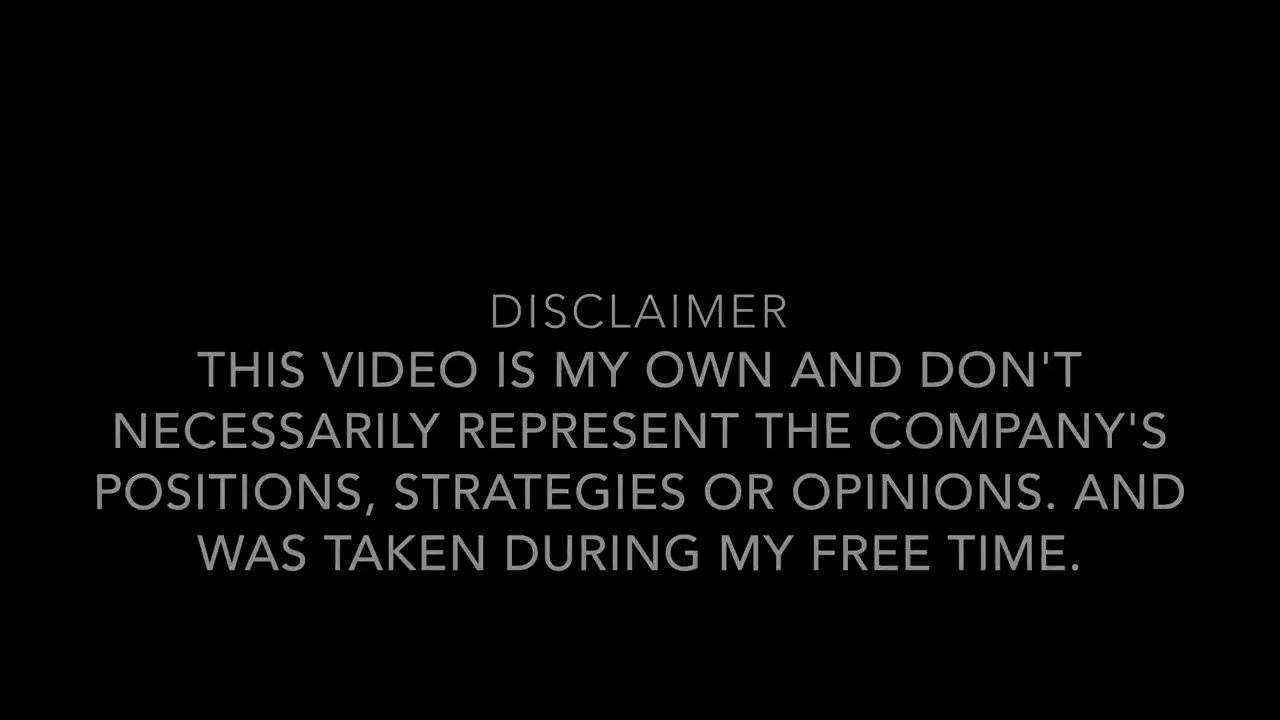 DISCLAIMER
THIS VIDEO IS MY OWN AND DON'T
NECESSARILY REPRESENT THE COMPANY'S
POSITIONS, STRATEGIES OR OPINIONS. AND
WAS TAKEN DURING MY FREE TIME.